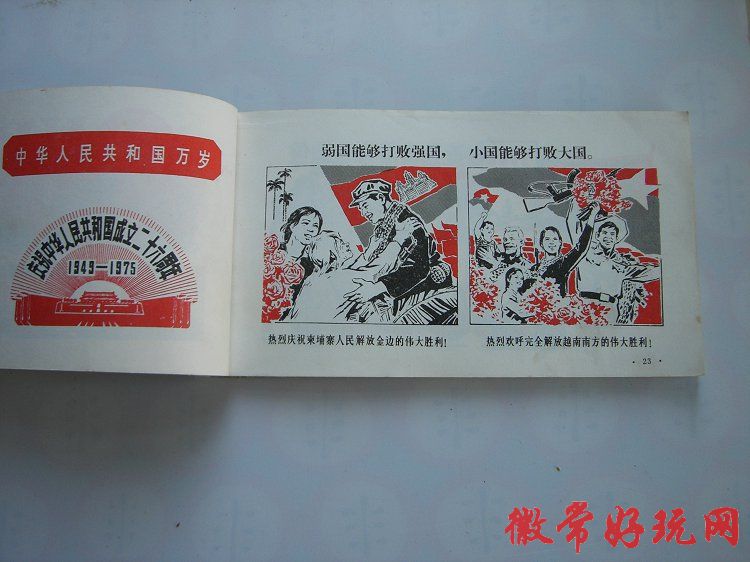 中华人民共和国万岁
庆祝中华人民共和国成立二十六周年
1949—1975
弱国能够打败强国，小国能够打败大国。
热烈庆祝柬埔寨人民解放金边的伟大胜利！
热烈欢呼完全解放越南南方的伟大胜利！
·23·
徽常好玩网